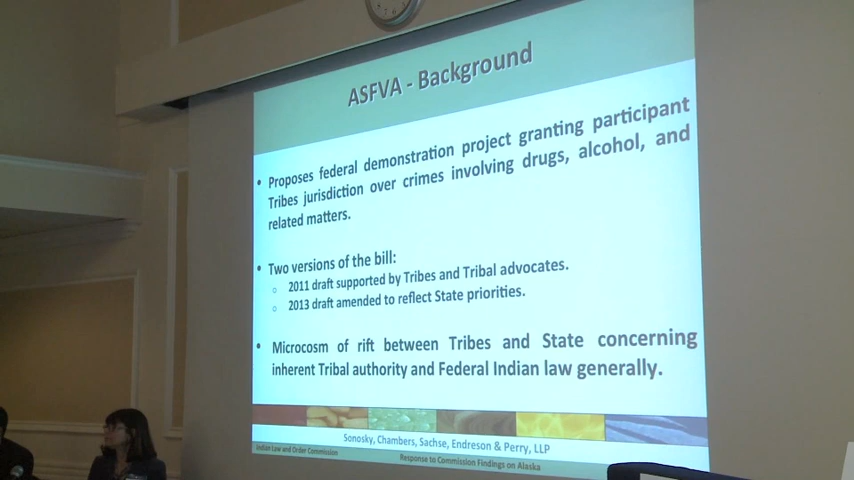 ASFVA - Background
• Proposes federal demonstration project granting participant
Tribes jurisdiction over crimes involving drugs, alcohol, and
related matters.
• Two versions of the bill:
○ 2011 draft supported by Tribes and Tribal advocates.
○ 2013 draft amended to reflect State priorities.
• Microcosm of rift between Tribes and State concerning
inherent Tribal authority and Federal Indian law generally.
Sonosky, Chambers, Sachse, Endreson & Perry, LLP
Indian Law and Order Commission
Response to Commission Findings on Alaska